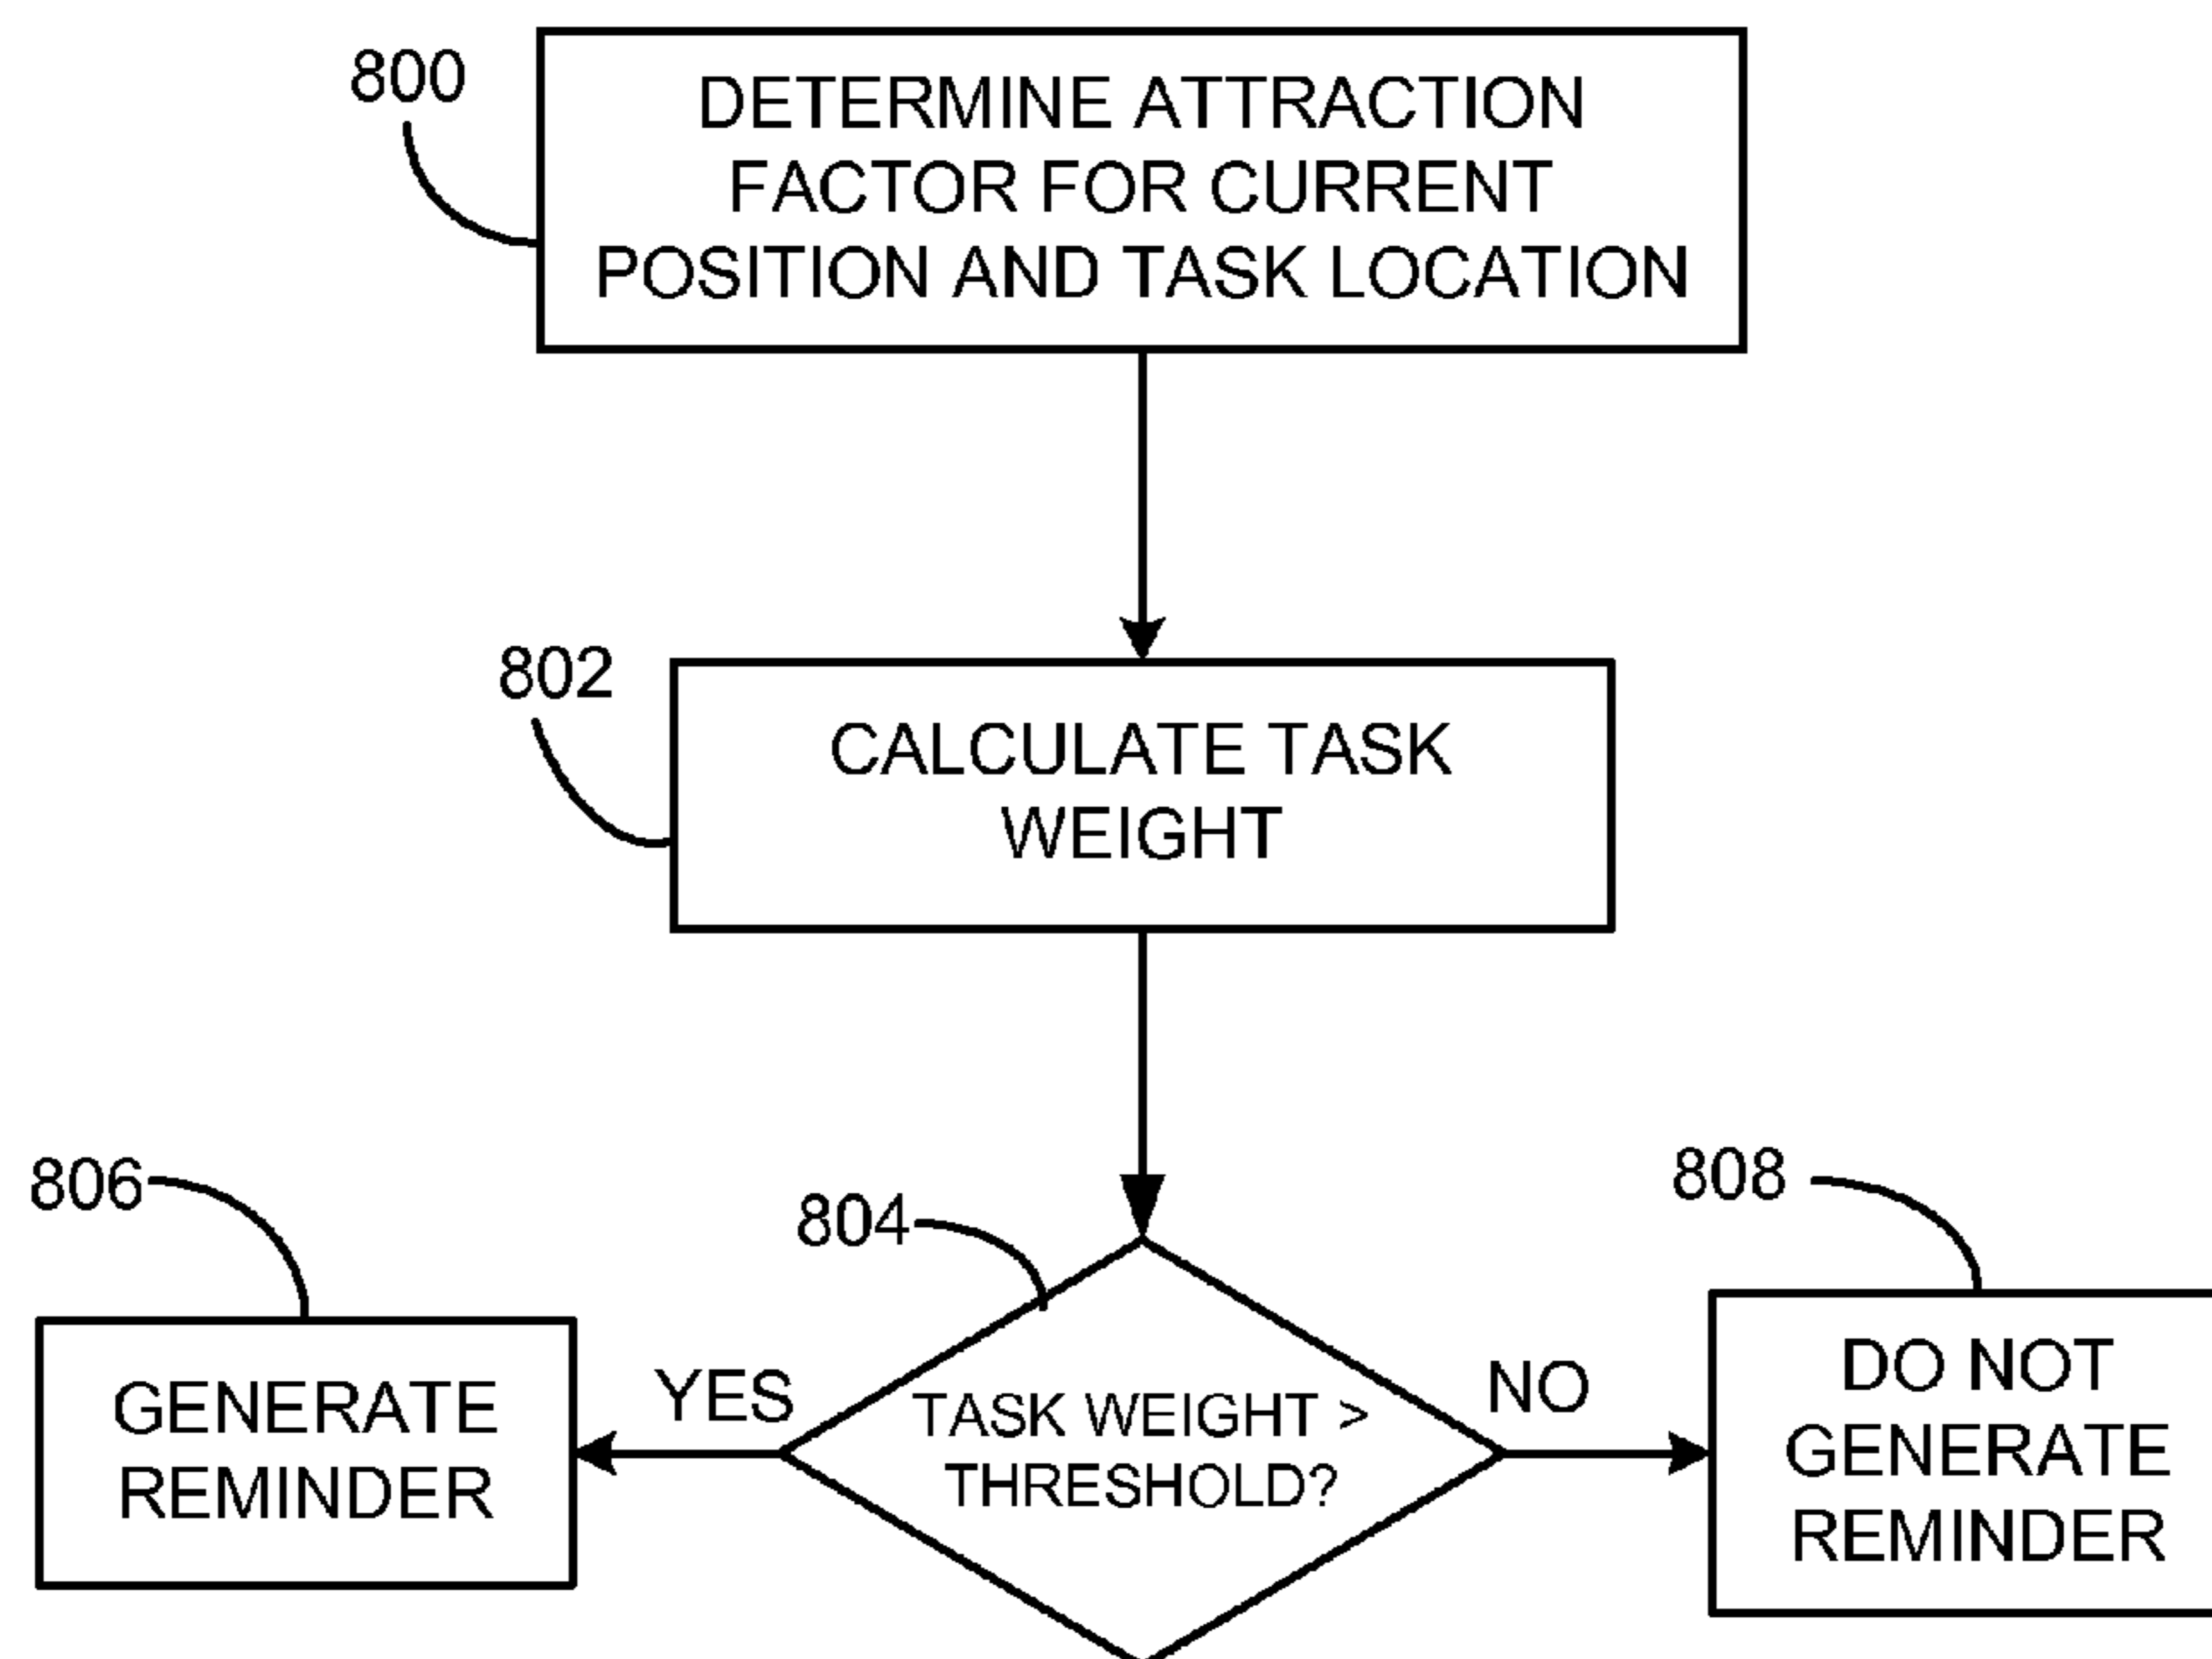 800
DETERMINE ATTRACTION
FACTOR FOR CURRENT
POSITION AND TASK LOCATION
802
CALCULATE TASK
WEIGHT
806
804
808
GENERATE
REMINDER
YES
TASK WEIGHT >
THRESHOLD?
NO
DO NOT
GENERATE
REMINDER